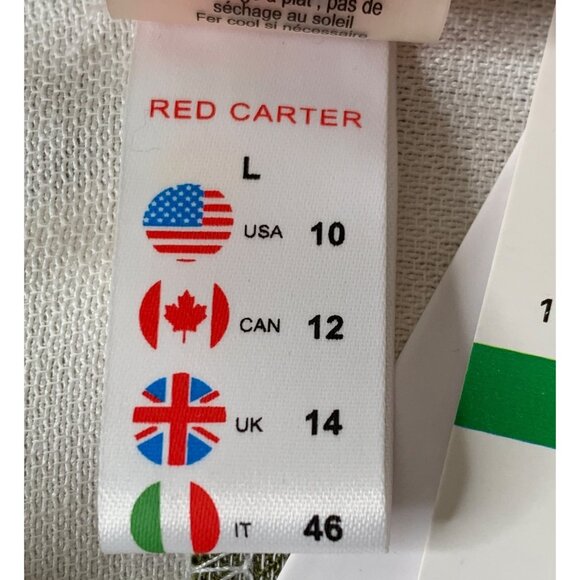 plat, pas de
séchage au soleil
Fer cool si nécessaire
RED CARTER
L
USA 10
CAN 12
UK 14
IT 46
1